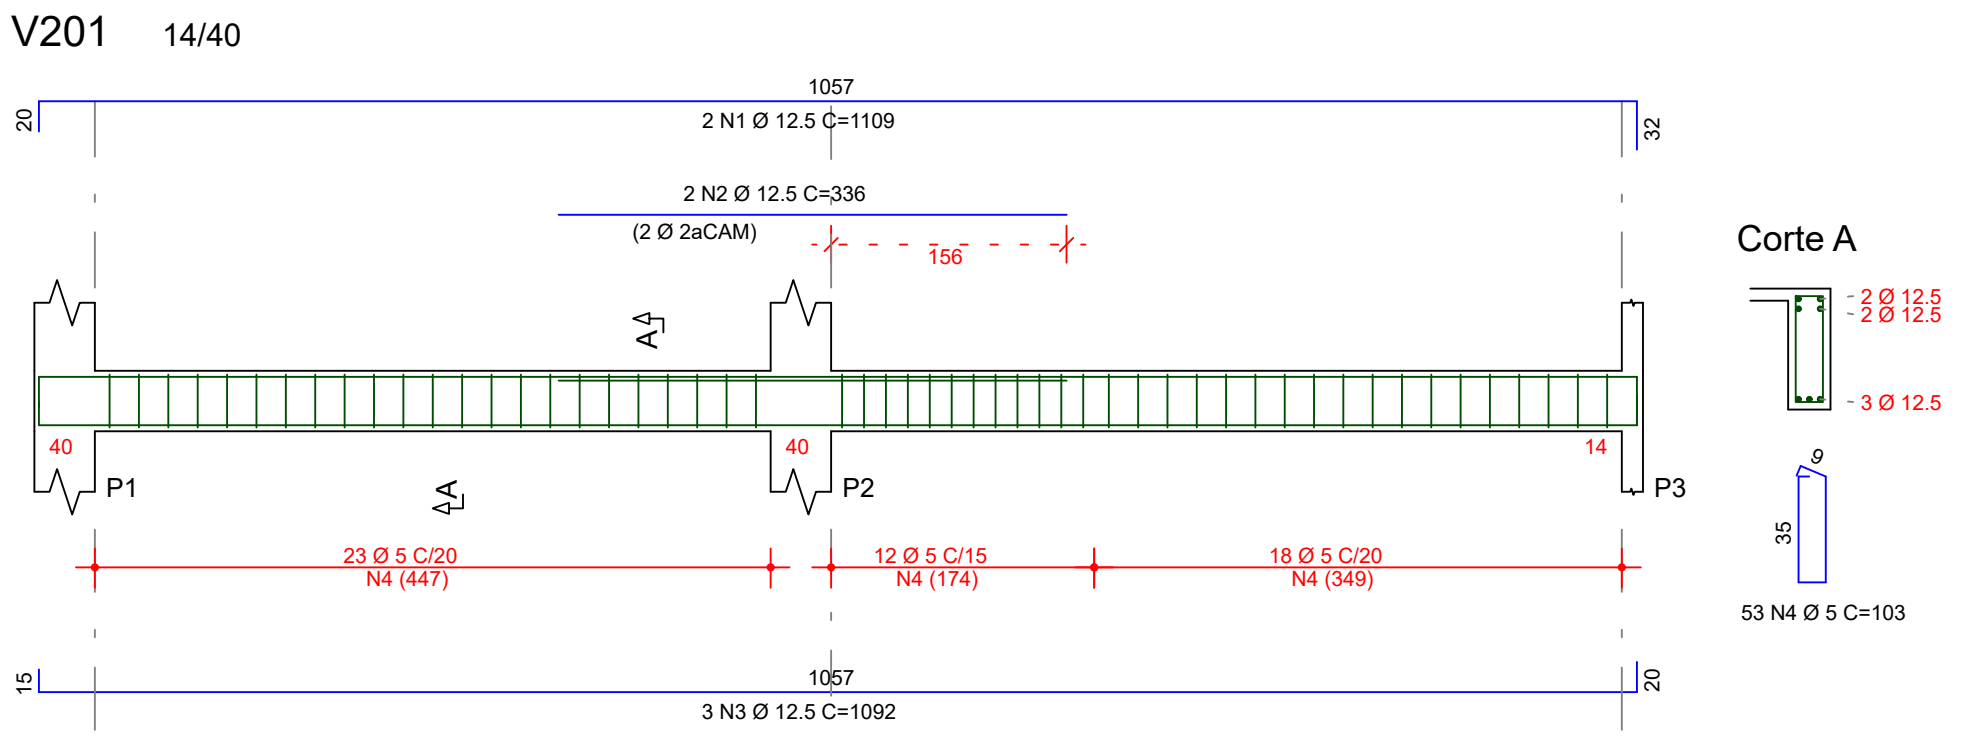 V201 14/40
1057
20
2 N1 Ø 12.5 C=1109
32
2 N2 Ø 12.5 C=336
(2 Ø 2aCAM)
156
Corte A
2 Ø 12.5
2 Ø 12.5
3 Ø 12.5
A
40
40
14
P1
A
P2
P3
9
35
53 N4 Ø 5 C=103
23 Ø 5 C/20
N4 (447)
12 Ø 5 C/15
N4 (174)
18 Ø 5 C/20
N4 (349)
15
1057
20
3 N3 Ø 12.5 C=1092